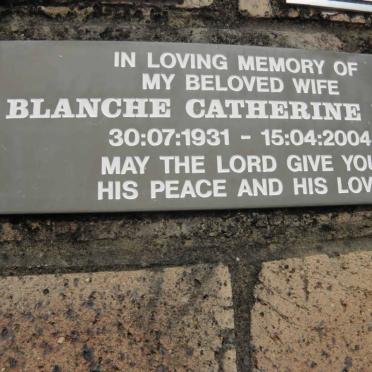 IN LOVING MEMORY OF
MY BELOVED WIFE
BLANCHE CATHERINE
30:07:1931 - 15:04:2004
MAY THE LORD GIVE YOU
HIS PEACE AND HIS LOV